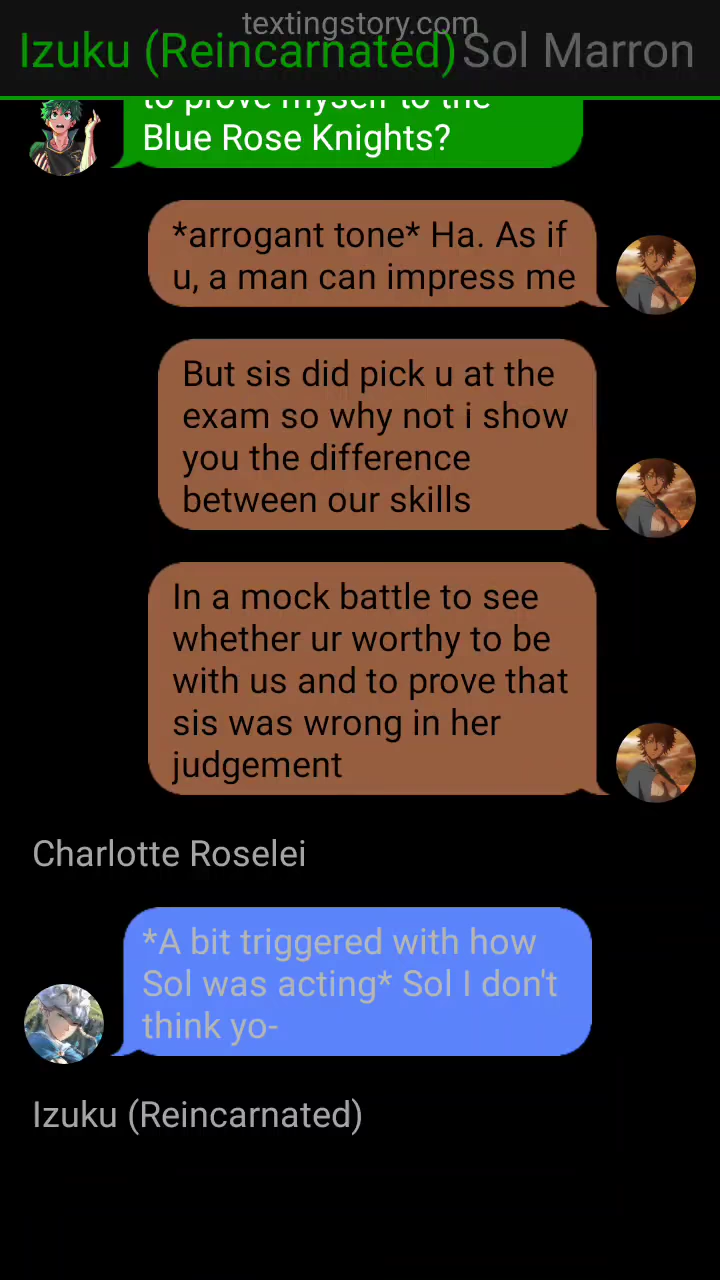 textingstory.com
Izuku (Reincarnated) Sol Marron
to prove myself to the
Blue Rose Knights?
*arrogant tone* Ha. As if
u, a man can impress me
But sis did pick u at the
exam so why not i show
you the difference
between our skills
In a mock battle to see
whether ur worthy to be
with us and to prove that
sis was wrong in her
judgement
Charlotte Roselei
*A bit triggered with how
Sol was acting* Sol I don't
think yo-
Izuku (Reincarnated)